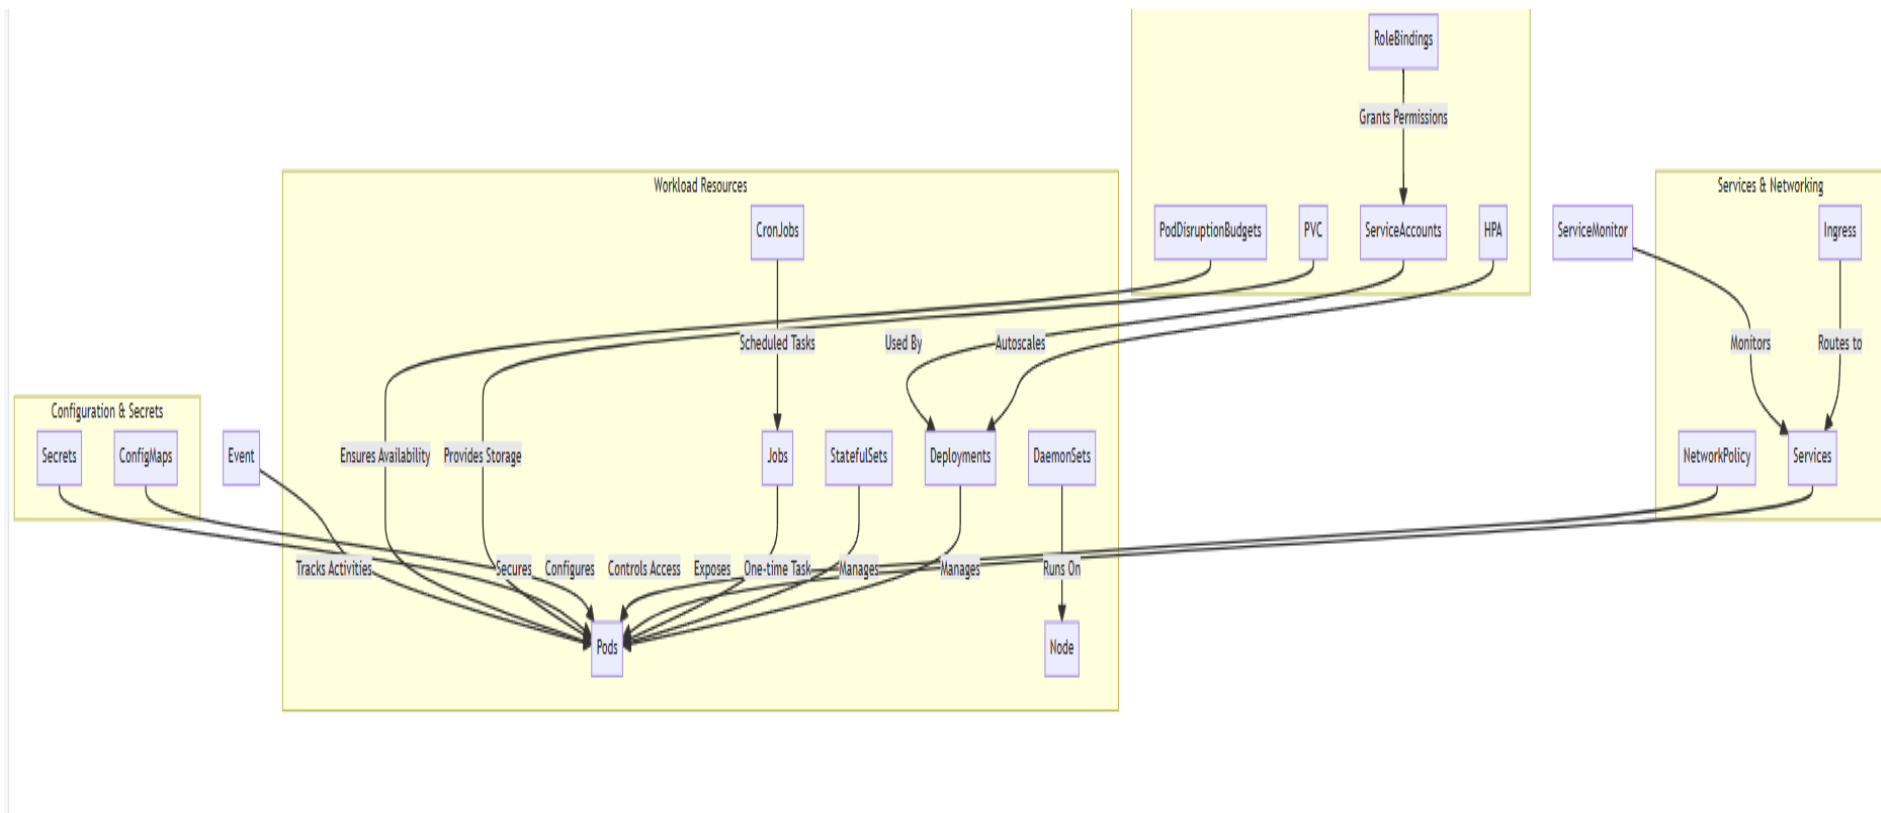 RoleBindings
Grants Permissions
Workload Resources
Services & Networking
CronJobs
PodDisruptionBudgets
PVC
ServiceAccounts
HPA
ServiceMonitor
Ingress
Scheduled Tasks
Used By
Autoscales
Monitors
Routes to
Configuration & Secrets
Secrets
ConfigMaps
Event
Ensures Availability
Provides Storage
Jobs
StatefulSets
Deployments
DaemonSets
NetworkPolicy
Services
Tracks Activities
Secures
Configures
Controls Access
Exposes
One-time Task
Manages
Manages
Runs On
Pods
Node